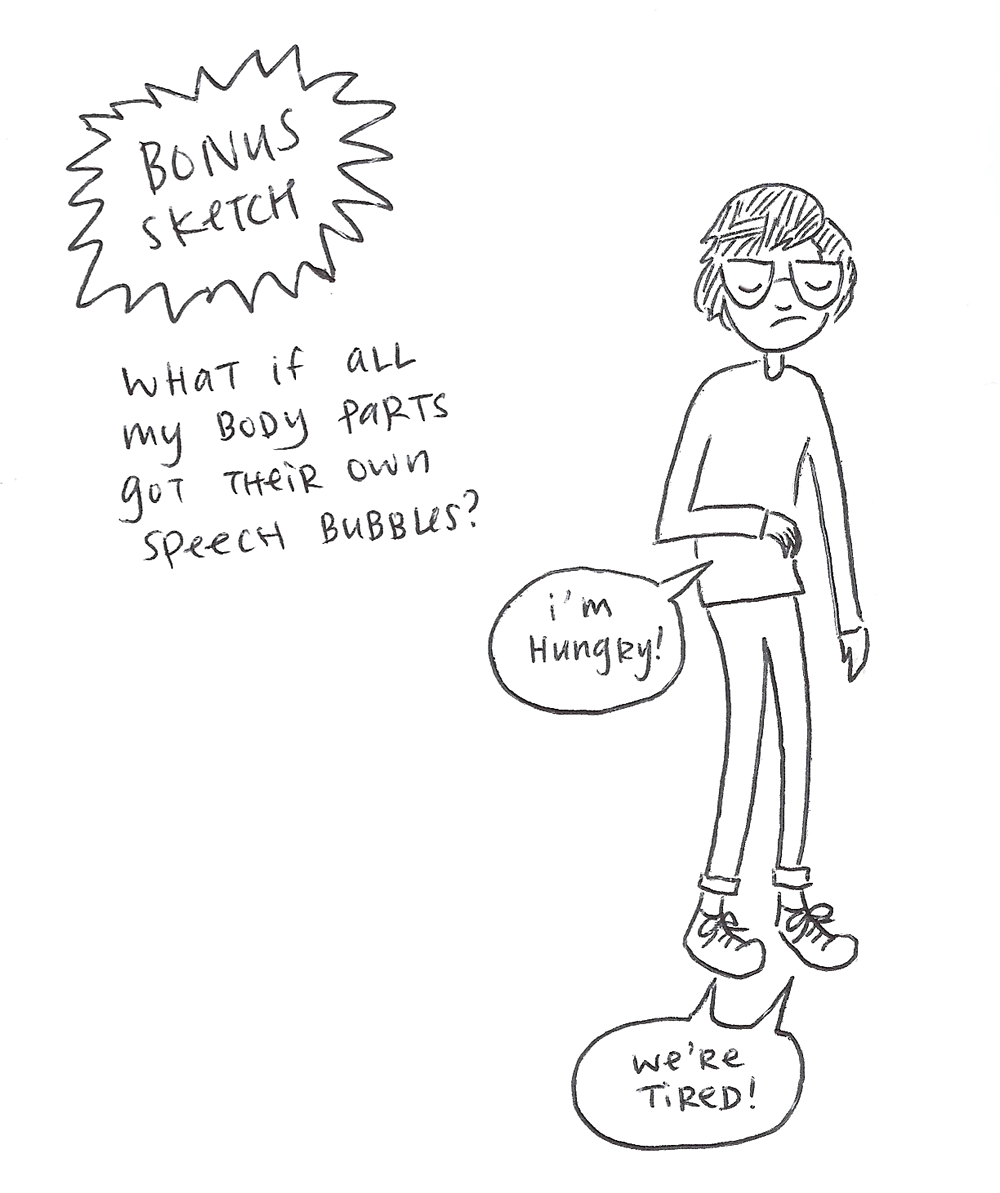 BONUS
SKeTCH
WHaT if aLL
my BODy PaRTS
goT THeiR own
SPeecH BuBBLes?
i'm
Hungry!
we're
TiReD!